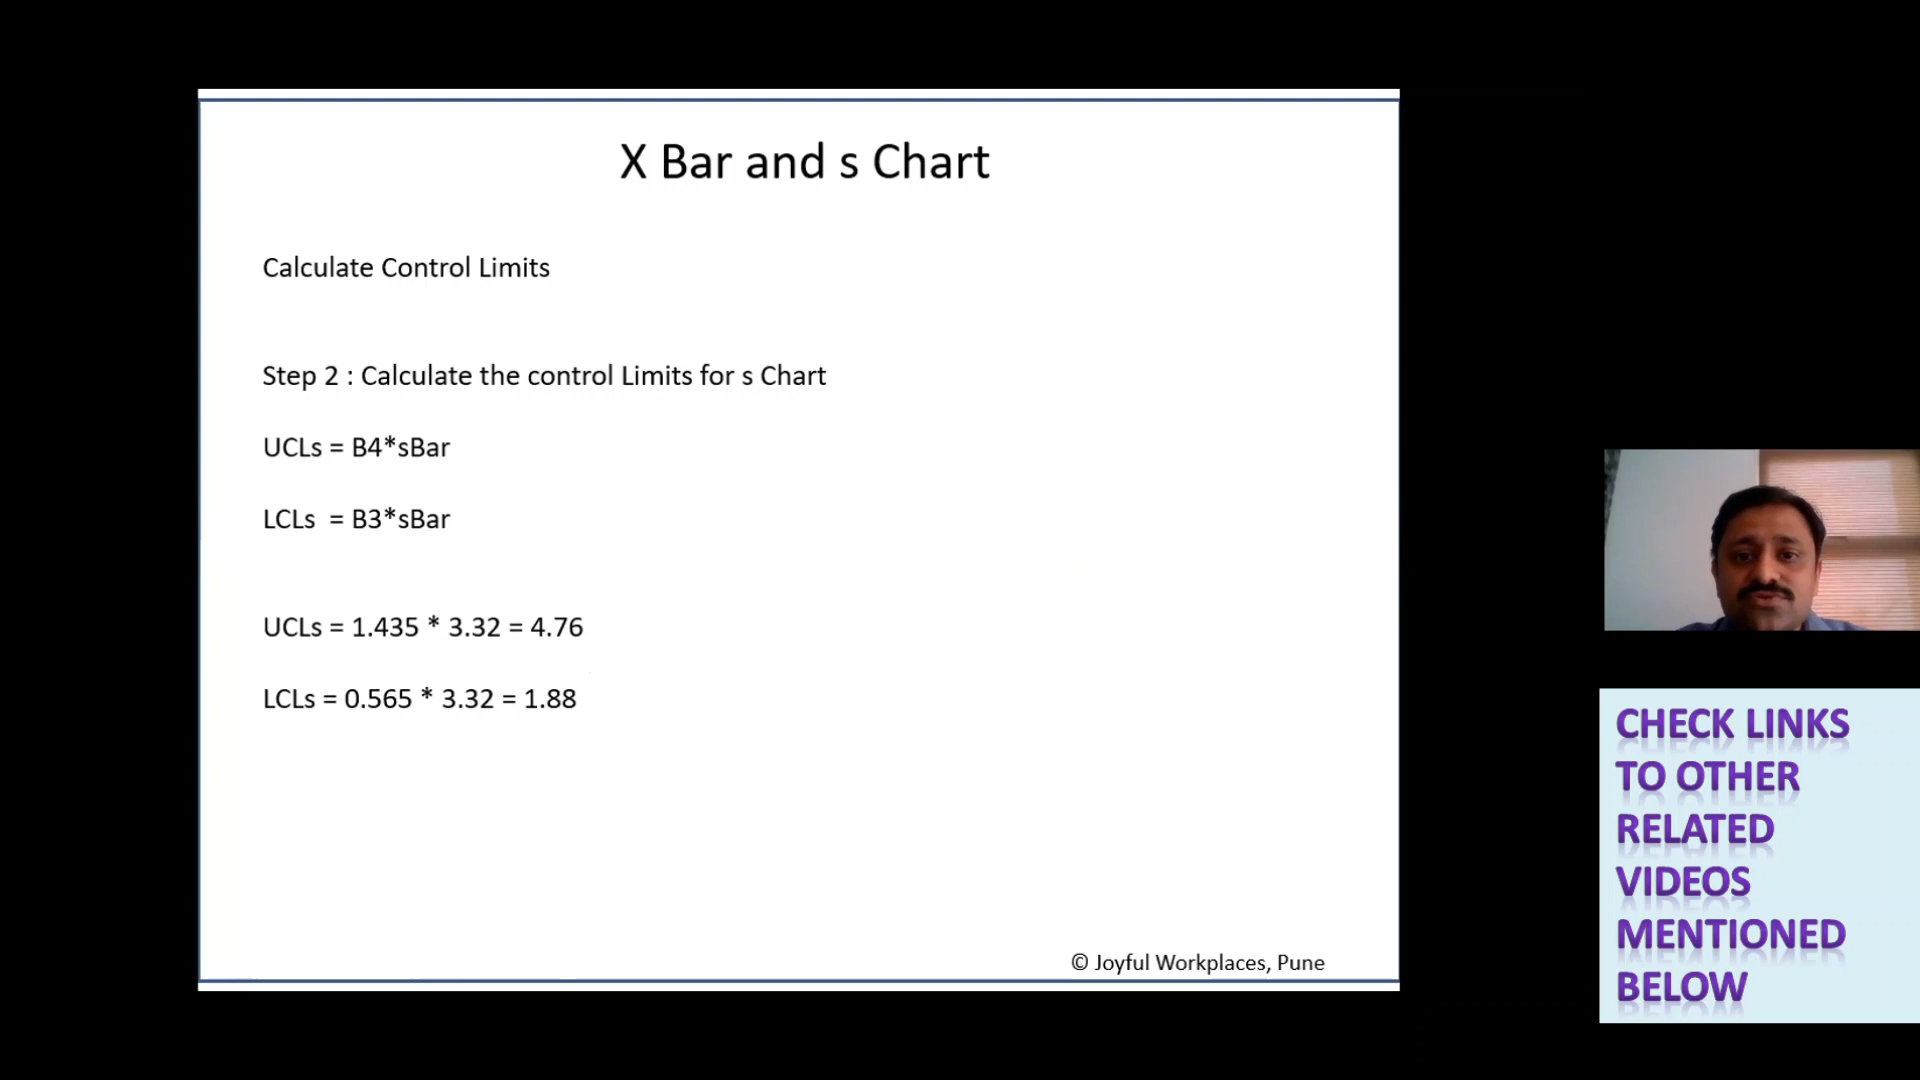 X Bar and s Chart
Calculate Control Limits
Step 2 : Calculate the control Limits for s Chart
UCLs = B4*sBar
LCLs  = B3*sBar
UCLs = 1.435 * 3.32 = 4.76
LCLs = 0.565 * 3.32 = 1.88
© Joyful Workplaces, Pune
CHECK LINKS
TO OTHER
RELATED
VIDEOS
MENTIONED
BELOW